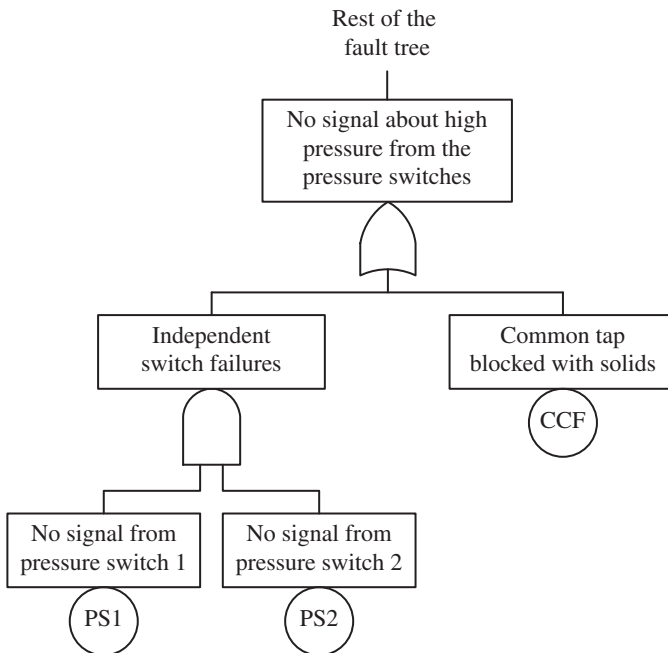 Rest of the
fault tree
No signal about high
pressure from the
pressure switches
Independent
switch failures
Common tap
blocked with solids
CCF
No signal from
pressure switch 1
No signal from
pressure switch 2
PS1
PS2